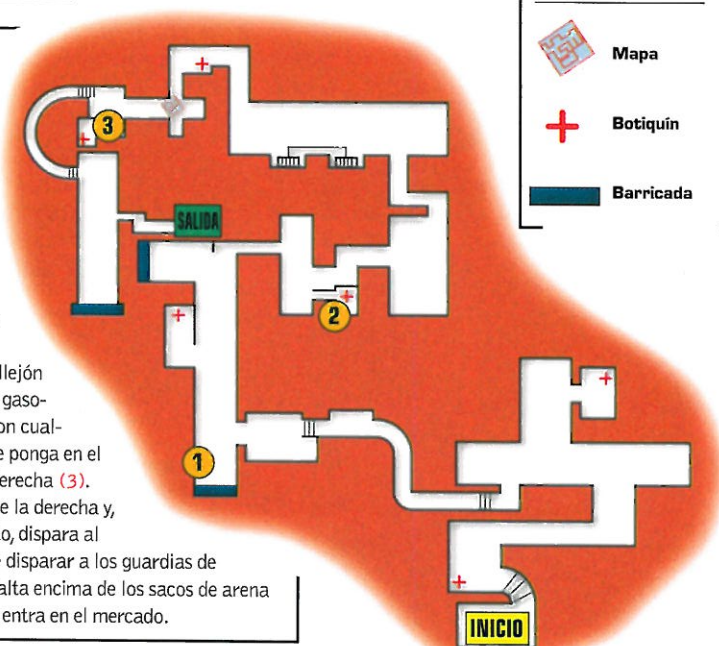 Mapa
Botiquín
Barricada
3
SALIDA
2
1
INICIO
llejón
gaso-
on cual-
e ponga en el
erecha (3).
e la derecha y,
o, dispara al
e disparar a los guardias de
alta encima de los sacos de arena
entra en el mercado.